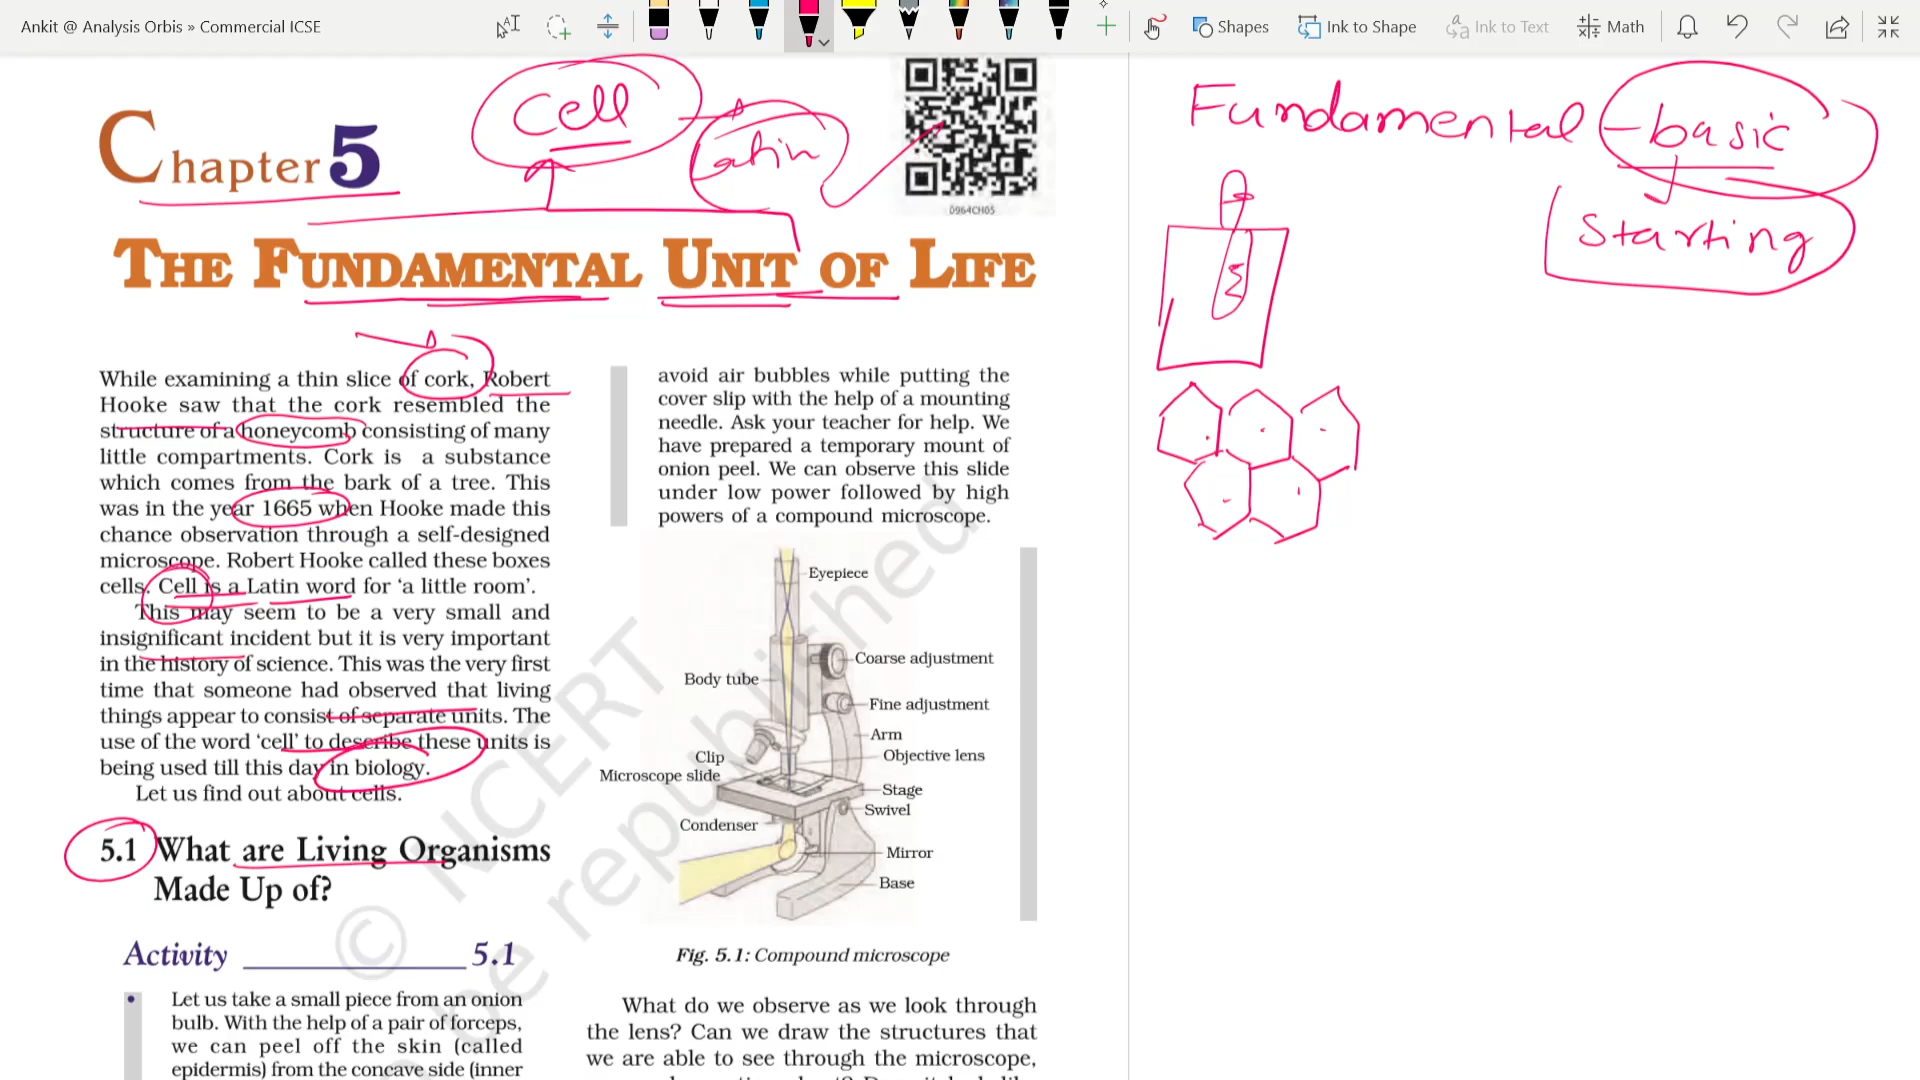 Ankit @ Analysis Orbis » Commercial ICSE
Shapes
Ink to Shape
Ink to Text
Math
Cell
Latin
Chapter 5
0964CH05
THE FUNDAMENTAL UNIT OF LIFE
While examining a thin slice of cork, Robert
Hooke saw that the cork resembled the
structure of a honeycomb consisting of many
little compartments. Cork is a substance
which comes from the bark of a tree. This
was in the year 1665 when Hooke made this
chance observation through a self-designed
microscope. Robert Hooke called these boxes
cells. Cell is a Latin word for ‘a little room’.
This may seem to be a very small and
insignificant incident but it is very important
in the history of science. This was the very first
time that someone had observed that living
things appear to consist of separate units. The
use of the word ‘cell’ to describe these units is
being used till this day in biology.
Let us find out about cells.
5.1 What are Living Organisms
Made Up of?
Activity 5.1
• Let us take a small piece from an onion
bulb. With the help of a pair of forceps,
we can peel off the skin (called
epidermis) from the concave side (inner
avoid air bubbles while putting the
cover slip with the help of a mounting
needle. Ask your teacher for help. We
have prepared a temporary mount of
onion peel. We can observe this slide
under low power followed by high
powers of a compound microscope.
Eyepiece
Coarse adjustment
Body tube
Fine adjustment
Arm
Clip
Objective lens
Microscope slide
Stage
Swivel
Condenser
Mirror
Base
Fig. 5.1: Compound microscope
What do we observe as we look through
the lens? Can we draw the structures that
we are able to see through the microscope,
© NCERT
be republished
Fundamental - basic
Starting